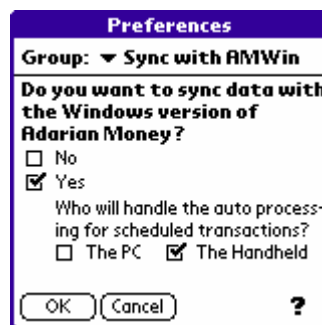 Preferences
Group: Sync with AMWin
Do you want to sync data with
the Windows version of
Adarian Money?
No
Yes
Who will handle the auto process-
ing for scheduled transactions?
The PC The Handheld
OK Cancel ?